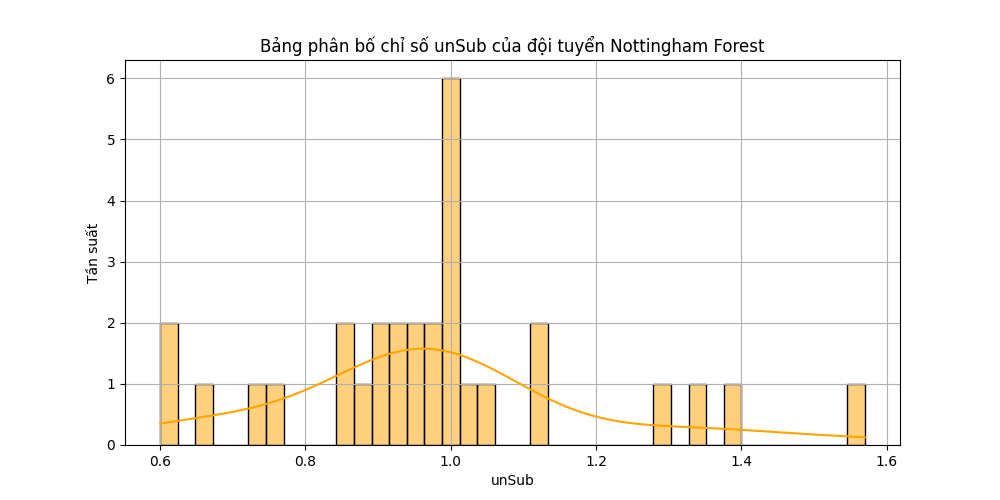 Bảng phân bố chỉ số unSub của đội tuyển Nottingham Forest
Tần suất
6
5
4
3
2
1
0
0.6 0.8 1.0 1.2 1.4 1.6
unSub